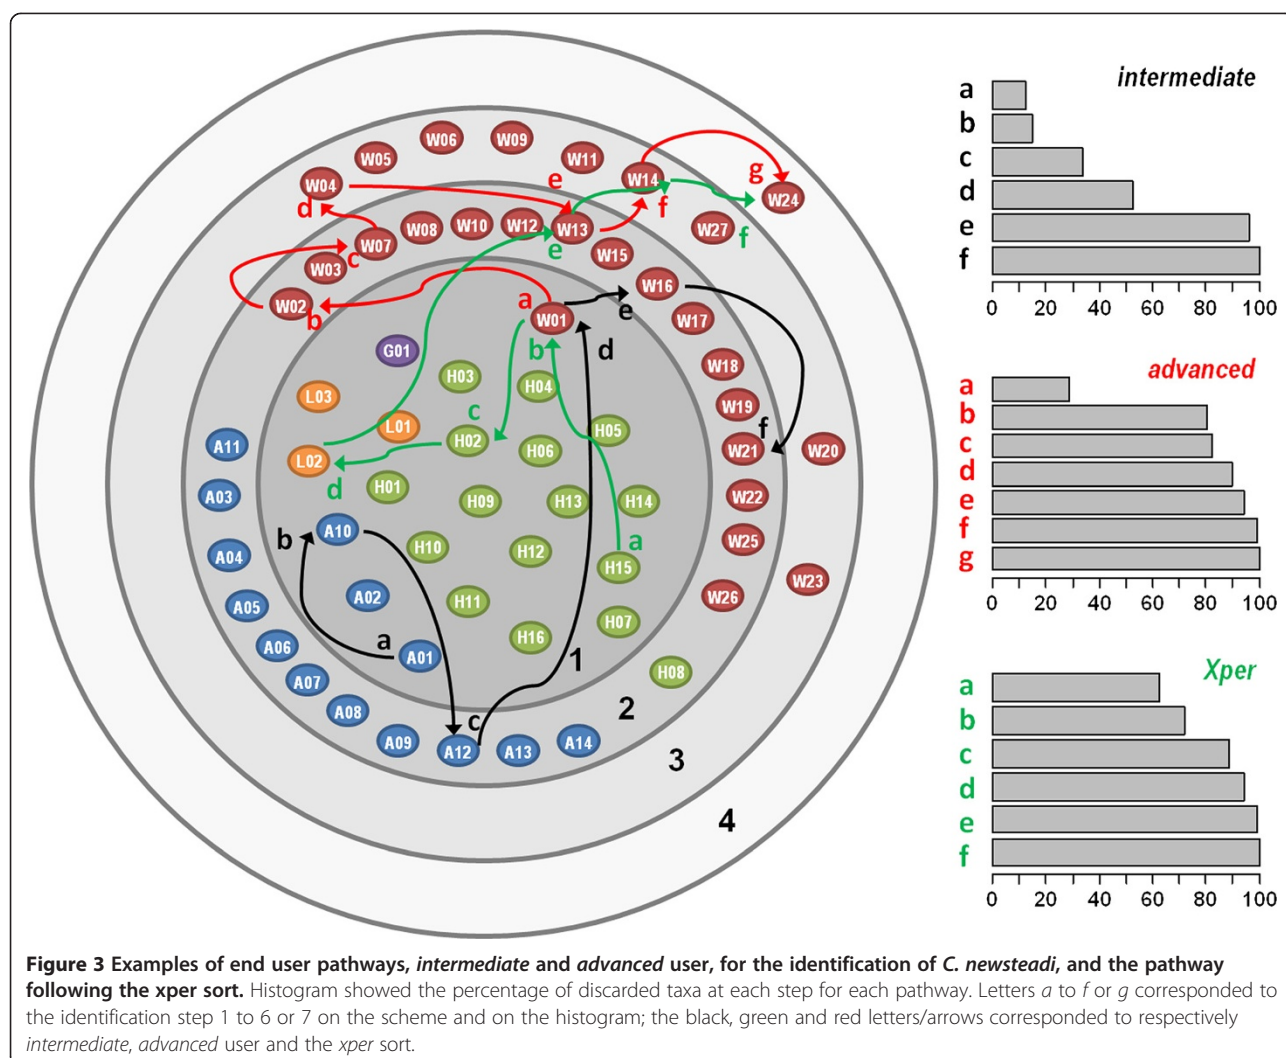 intermediate
a
b
c
d
e
f
0 20 40 60 80 100
advanced
a
b
c
d
e
f
g
0 20 40 60 80 100
Xper
a
b
c
d
e
f
0 20 40 60 80 100
W06 W09
W05 W11
W04 e W14 g W24
d f
W08 W10 W12 W13 W27
W07 c e f
W03 W15
W02 b a W16
W01 e W17
G01 b d
H03 H04 W18
L03 c W19
L01 H02 H05 f
A11 L02 H06 W21 W20
d H01
A03 H09 H13 H14 W22
b A10 a W25
A04 H10 H12 H15 W23
A02 W26
A05 H11 H07
a H16
A06 A01 1
A07 H08
A08 c 2
A09 A12 A13 A14
3
4
Figure 3 Examples of end user pathways, intermediate and advanced user, for the identification of C. newsteadi, and the pathway
following the xper sort. Histogram showed the percentage of discarded taxa at each step for each pathway. Letters a to f or g corresponded to
the identification step 1 to 6 or 7 on the scheme and on the histogram; the black, green and red letters/arrows corresponded to respectively
intermediate, advanced user and the xper sort.